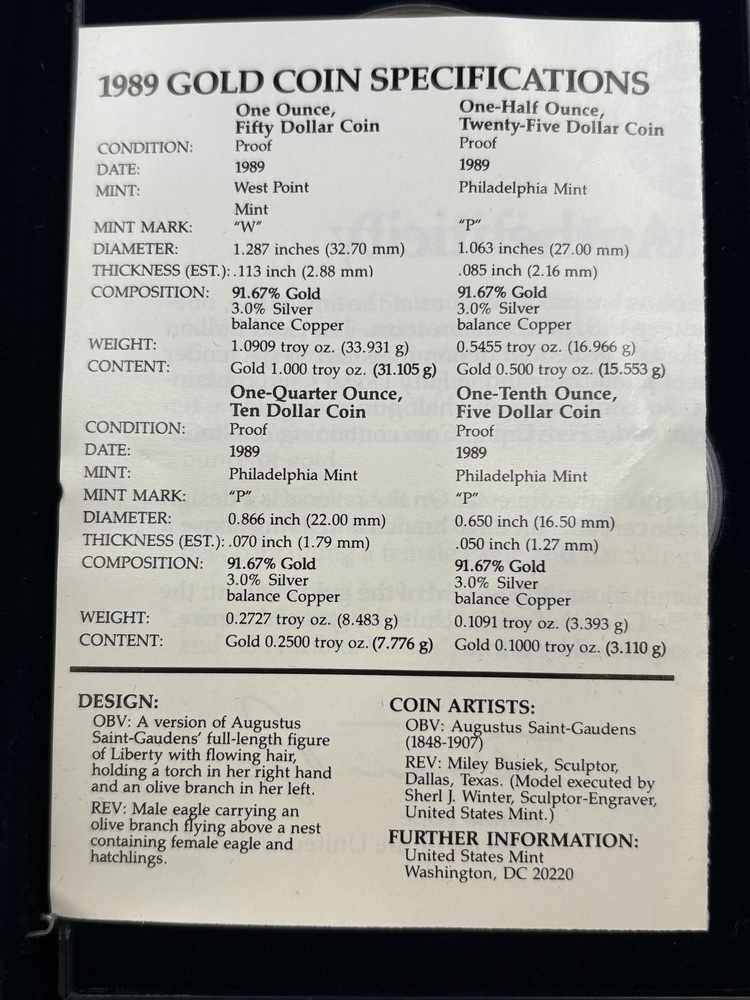 1989 GOLD COIN SPECIFICATIONS
One Ounce, One-Half Ounce,
Fifty Dollar Coin Twenty-Five Dollar Coin
CONDITION: Proof Proof
DATE: 1989 1989
MINT: West Point Philadelphia Mint
Mint
MINT MARK: “W” “P”
DIAMETER: 1.287 inches (32.70 mm) 1.063 inches (27.00 mm)
THICKNESS (EST.): .113 inch (2.88 mm) .085 inch (2.16 mm)
COMPOSITION: 91.67% Gold 91.67% Gold
3.0% Silver 3.0% Silver
balance Copper balance Copper
WEIGHT: 1.0909 troy oz. (33.931 g) 0.5455 troy oz. (16.966 g)
CONTENT: Gold 1.000 troy oz. (31.105 g) Gold 0.500 troy oz. (15.553 g)
One-Quarter Ounce, One-Tenth Ounce,
Ten Dollar Coin Five Dollar Coin
CONDITION: Proof Proof
DATE: 1989 1989
MINT: Philadelphia Mint Philadelphia Mint
MINT MARK: “P” “P”
DIAMETER: 0.866 inch (22.00 mm) 0.650 inch (16.50 mm)
THICKNESS (EST.): .070 inch (1.79 mm) .050 inch (1.27 mm)
COMPOSITION: 91.67% Gold 91.67% Gold
3.0% Silver 3.0% Silver
balance Copper balance Copper
WEIGHT: 0.2727 troy oz. (8.483 g) 0.1091 troy oz. (3.393 g)
CONTENT: Gold 0.2500 troy oz. (7.776 g) Gold 0.1000 troy oz. (3.110 g)
DESIGN:
OBV: A version of Augustus
Saint-Gaudens’ full-length figure
of Liberty with flowing hair,
holding a torch in her right hand
and an olive branch in her left.
REV: Male eagle carrying an
olive branch flying above a nest
containing female eagle and
hatchlings.
COIN ARTISTS:
OBV: Augustus Saint-Gaudens
(1848-1907)
REV: Miley Busiek, Sculptor,
Dallas, Texas. (Model executed by
Sherl J. Winter, Sculptor-Engraver,
United States Mint.)
FURTHER INFORMATION:
United States Mint
Washington, DC 20220